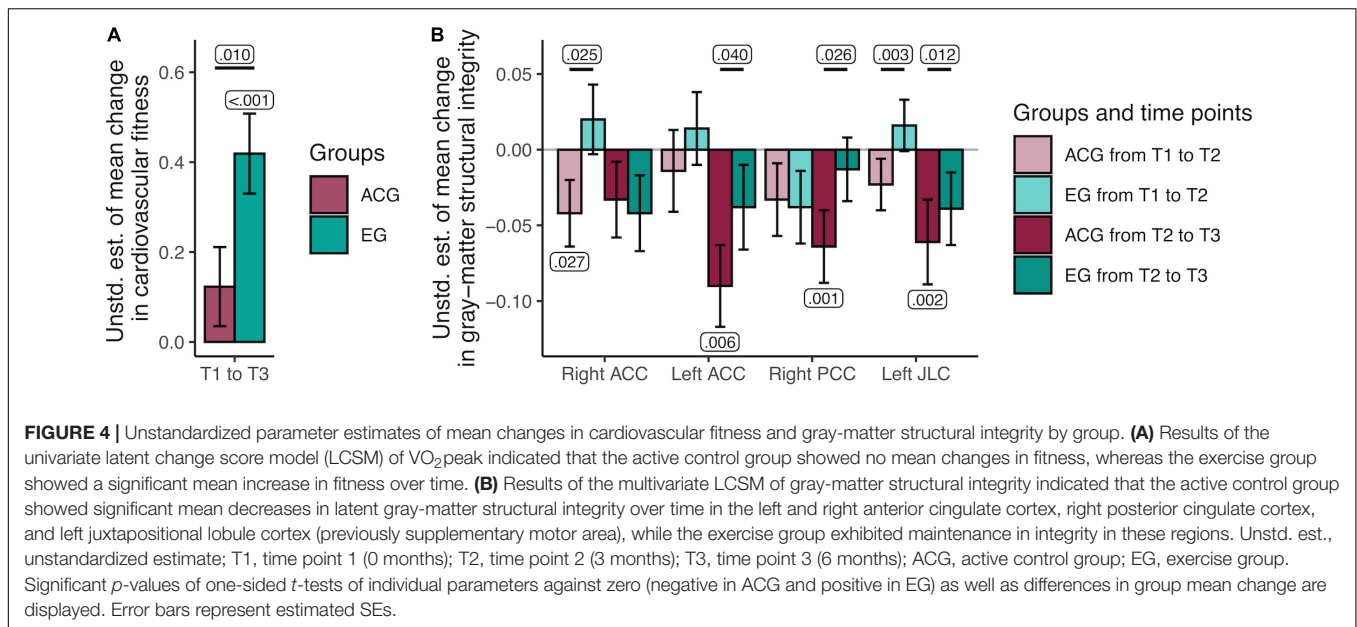 A
Unstd. est. of mean change
in cardiovascular fitness
0.6
0.4
0.2
0.0
.010
<.001
T1 to T3
Groups
ACG
EG
B
Unstd. est. of mean change
in gray−matter structural integrity
0.05
0.00
−0.05
−0.10
.025
.040
.026
.003
.012
.027
.006
.001
.002
Right ACC
Left ACC
Right PCC
Left JLC
Groups and time points
ACG from T1 to T2
EG from T1 to T2
ACG from T2 to T3
EG from T2 to T3
FIGURE 4 | Unstandardized parameter estimates of mean changes in cardiovascular fitness and gray-matter structural integrity by group. (A) Results of the
univariate latent change score model (LCSM) of VO₂peak indicated that the active control group showed no mean changes in fitness, whereas the exercise group
showed a significant mean increase in fitness over time. (B) Results of the multivariate LCSM of gray-matter structural integrity indicated that the active control group
showed significant mean decreases in latent gray-matter structural integrity over time in the left and right anterior cingulate cortex, right posterior cingulate cortex,
and left juxtapositional lobule cortex (previously supplementary motor area), while the exercise group exhibited maintenance in integrity in these regions. Unstd. est.,
unstandardized estimate; T1, time point 1 (0 months); T2, time point 2 (3 months); T3, time point 3 (6 months); ACG, active control group; EG, exercise group.
Significant p-values of one-sided t-tests of individual parameters against zero (negative in ACG and positive in EG) as well as differences in group mean change are
displayed. Error bars represent estimated SEs.